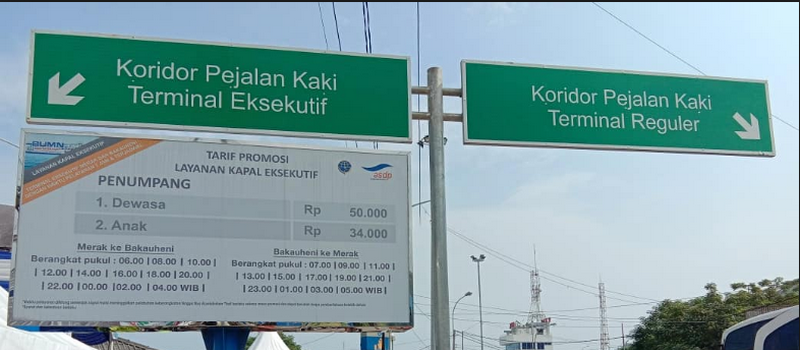 Koridor Pejalan Kaki
Terminal Eksekutif
Koridor Pejalan Kaki
Terminal Reguler
BUMN
LAYANAN KAPAL EKSEKUTIF
TARIF PROMOSI
LAYANAN KAPAL EKSEKUTIF
asdp
PENUMPANG
1. Dewasa Rp 50.000
2. Anak Rp 34.000
Merak ke Bakauheni
Berangkat pukul : 06.00 | 08.00 | 10.00 |
| 12.00 | 14.00 | 16.00 | 18.00 | 20.00 |
| 22.00 | 00.00 | 02.00 | 04.00 WIB |
Bakauheni ke Merak
Berangkat pukul : 07.00 | 09.00 | 11.00 |
| 13.00 | 15.00 | 17.00 | 19.00 | 21.00 |
| 23.00 | 01.00 | 03.00 | 05.00 WIB |